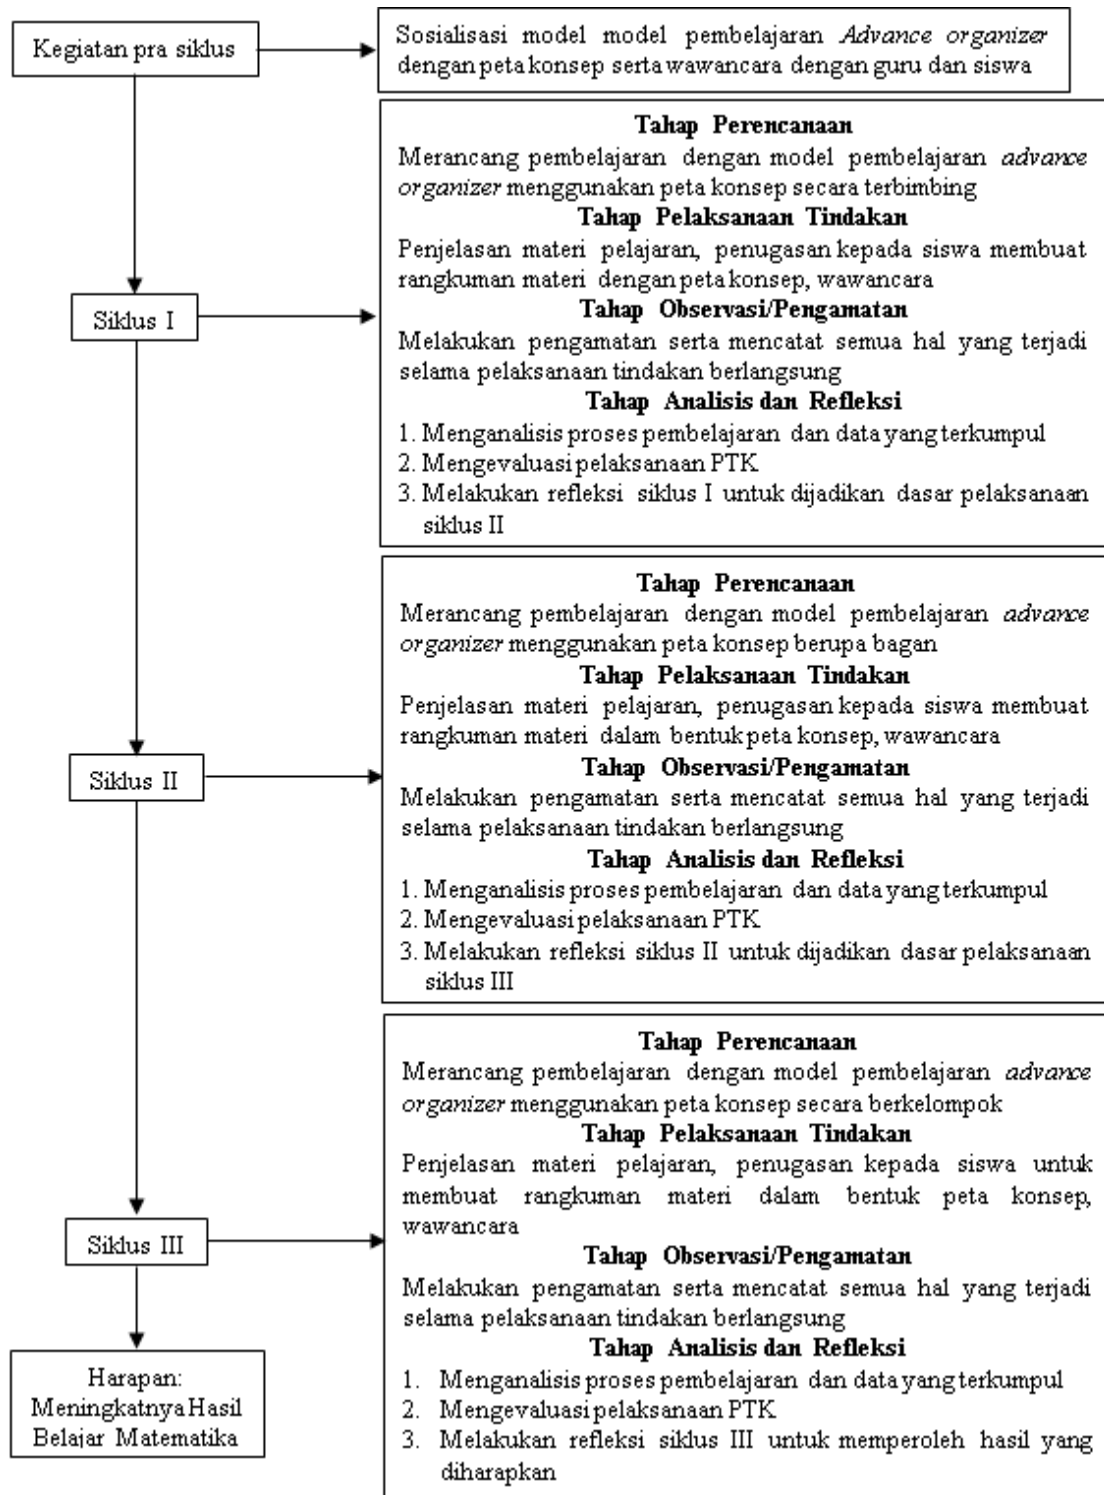 Kegiatan pra siklus
Sosialisasi model model pembelajaran Advance organizer
dengan peta konsep serta wawancara dengan guru dan siswa
Tahap Perencanaan
Merancang pembelajaran dengan model pembelajaran advance
organizer menggunakan peta konsep secara terbimbing
Tahap Pelaksanaan Tindakan
Penjelasan materi pelajaran, penugasan kepada siswa membuat
rangkuman materi dengan peta konsep, wawancara
Siklus I
Tahap Observasi/Pengamatan
Melakukan pengamatan serta mencatat semua hal yang terjadi
selama pelaksanaan tindakan berlangsung
Tahap Analisis dan Refleksi
1. Menganalisis proses pembelajaran dan data yang terkumpul
2. Mengevaluasi pelaksanaan PTK
3. Melakukan refleksi siklus I untuk dijadikan dasar pelaksanaan
siklus II
Tahap Perencanaan
Merancang pembelajaran dengan model pembelajaran advance
organizer menggunakan peta konsep berupa bagan
Tahap Pelaksanaan Tindakan
Penjelasan materi pelajaran, penugasan kepada siswa membuat
rangkuman materi dalam bentuk peta konsep, wawancara
Siklus II
Tahap Observasi/Pengamatan
Melakukan pengamatan serta mencatat semua hal yang terjadi
selama pelaksanaan tindakan berlangsung
Tahap Analisis dan Refleksi
1. Menganalisis proses pembelajaran dan data yang terkumpul
2. Mengevaluasi pelaksanaan PTK
3. Melakukan refleksi siklus II untuk dijadikan dasar pelaksanaan
siklus III
Tahap Perencanaan
Merancang pembelajaran dengan model pembelajaran advance
organizer menggunakan peta konsep secara berkelompok
Tahap Pelaksanaan Tindakan
Penjelasan materi pelajaran, penugasan kepada siswa untuk
membuat rangkuman materi dalam bentuk peta konsep,
wawancara
Siklus III
Tahap Observasi/Pengamatan
Melakukan pengamatan serta mencatat semua hal yang terjadi
selama pelaksanaan tindakan berlangsung
Tahap Analisis dan Refleksi
1. Menganalisis proses pembelajaran dan data yang terkumpul
2. Mengevaluasi pelaksanaan PTK
3. Melakukan refleksi siklus III untuk memperoleh hasil yang
diharapkan
Harapan:
Meningkatnya Hasil
Belajar Matematika